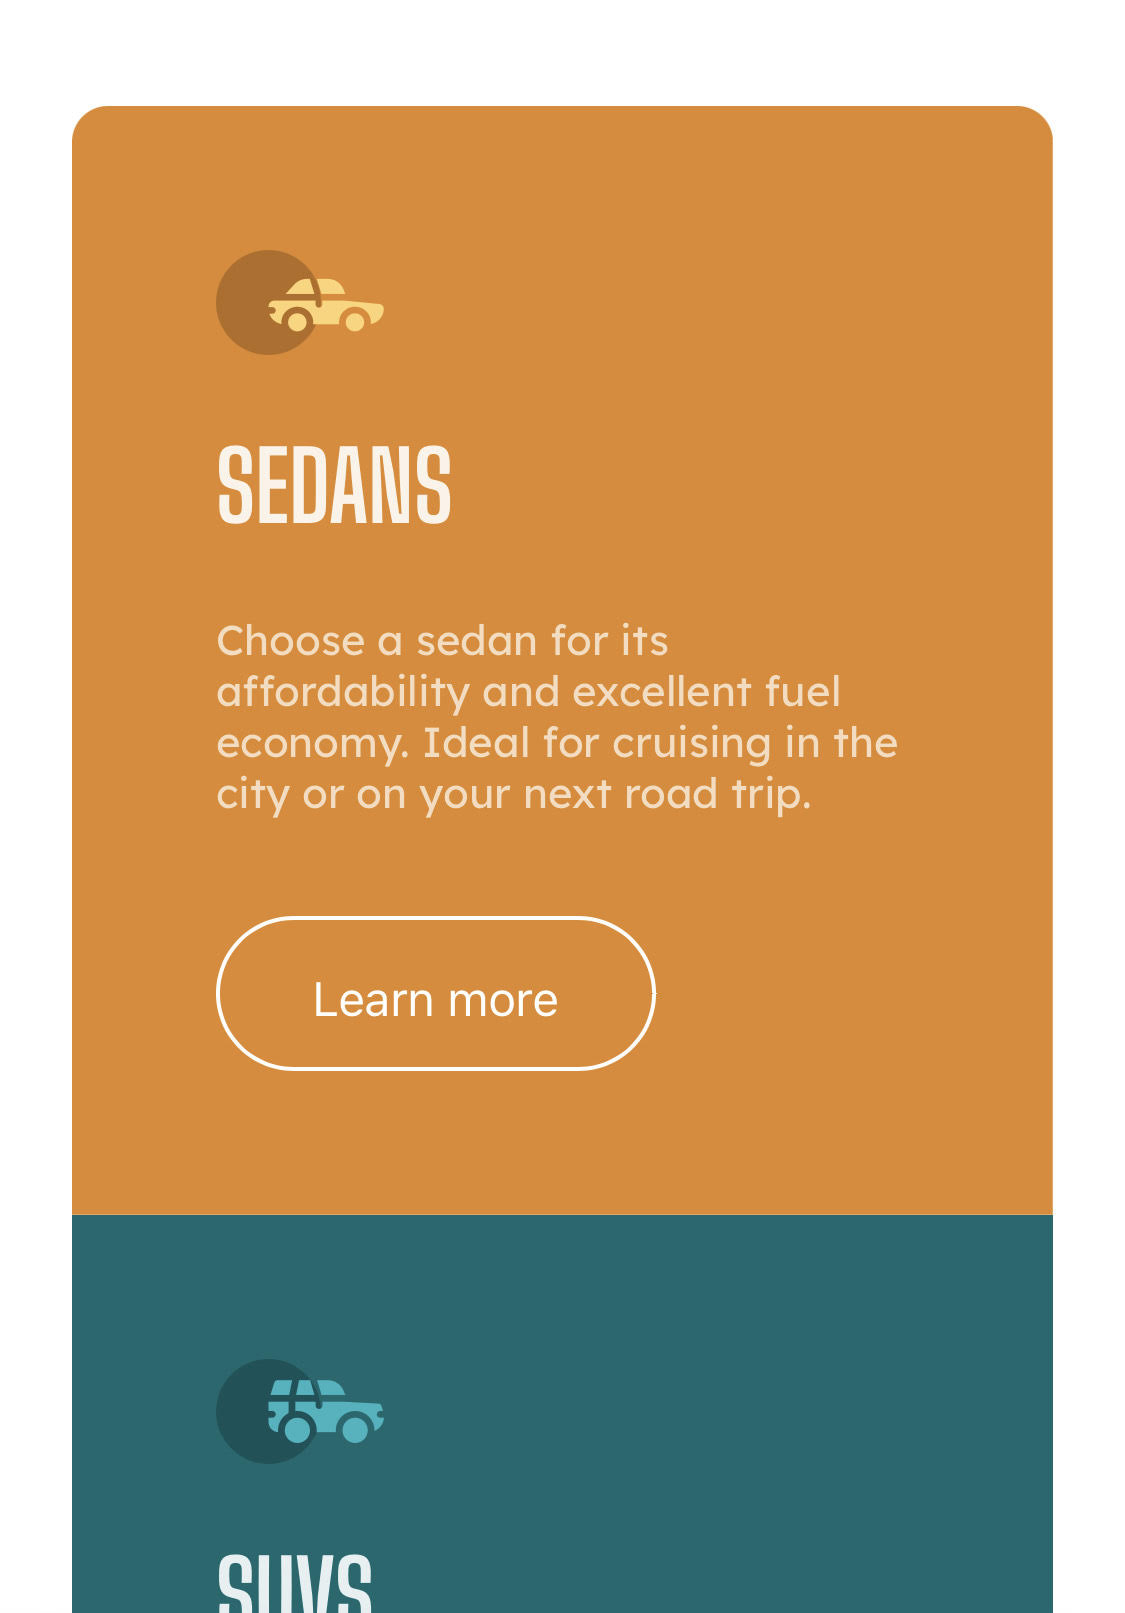 SEDANS
Choose a sedan for its
affordability and excellent fuel
economy. Ideal for cruising in the
city or on your next road trip.
Learn more
SUVS